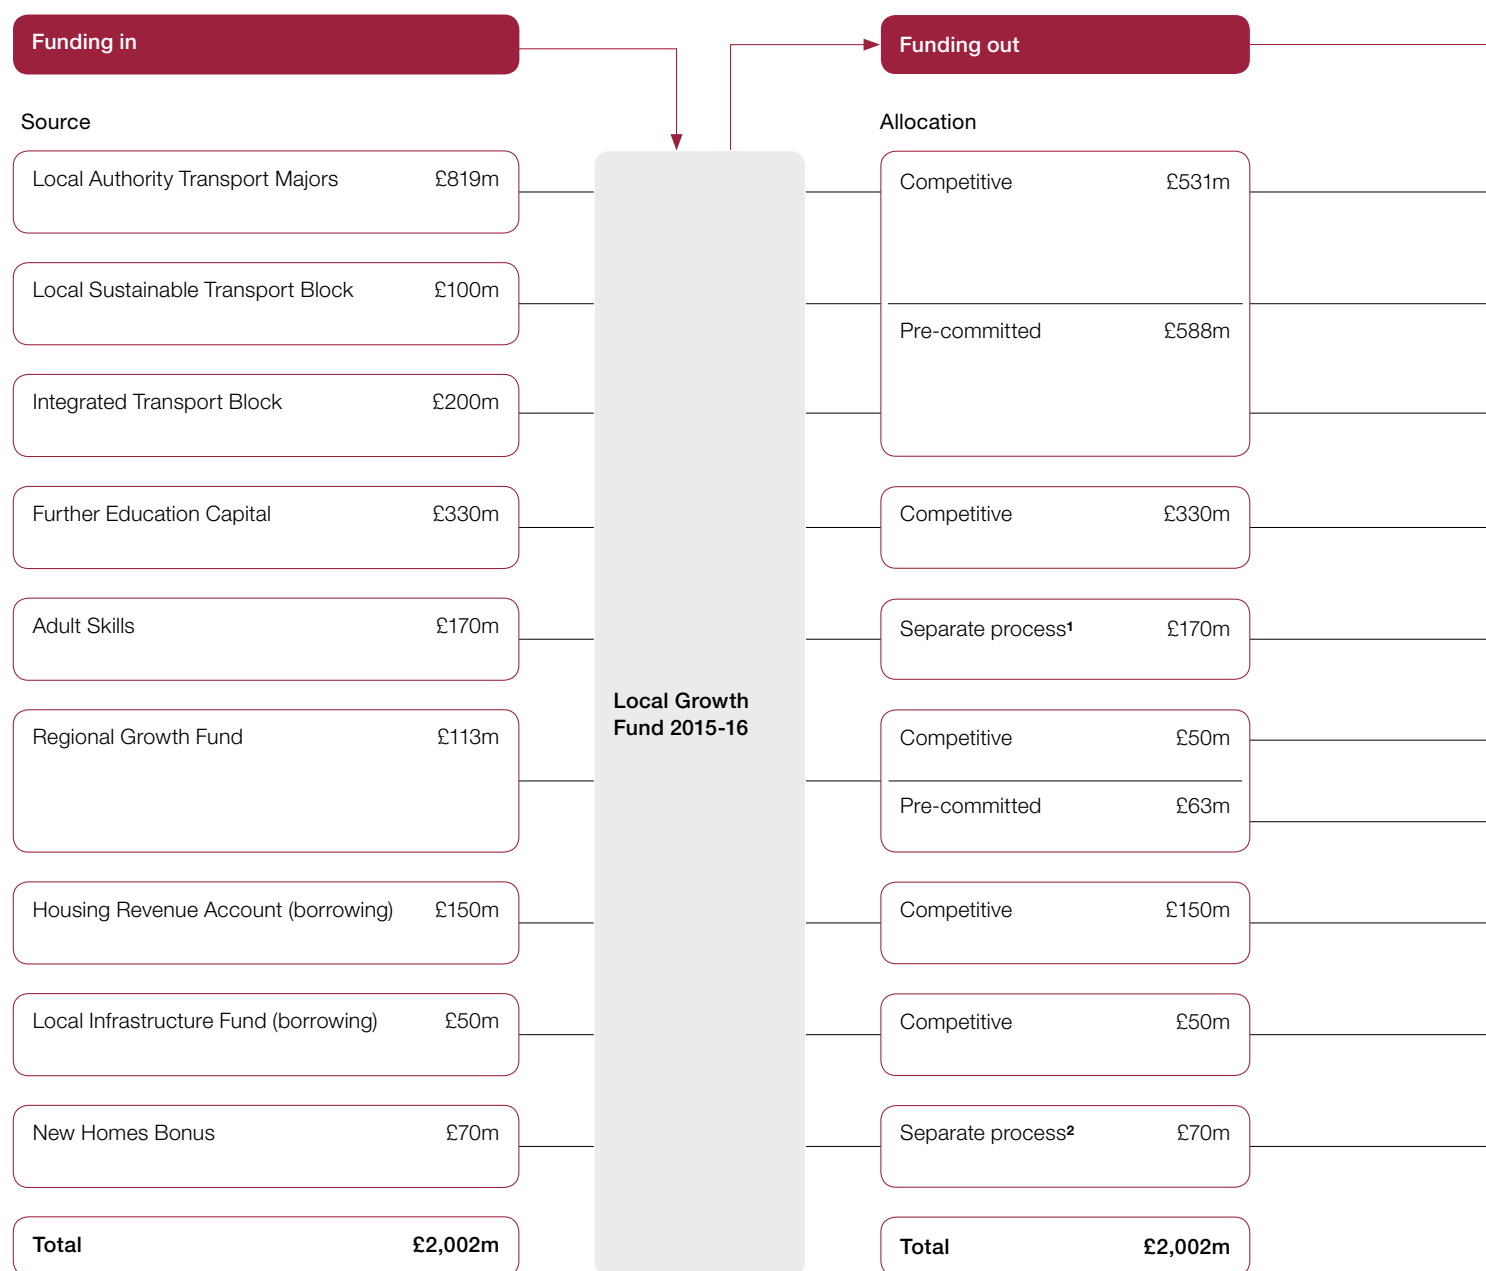 Funding in
Funding out
Source
Allocation
Local Authority Transport Majors £819m
Competitive £531m
Local Sustainable Transport Block £100m
Pre-committed £588m
Integrated Transport Block £200m
Further Education Capital £330m
Competitive £330m
Adult Skills £170m
Separate process¹ £170m
Local Growth
Fund 2015-16
Regional Growth Fund £113m
Competitive £50m
Pre-committed £63m
Housing Revenue Account (borrowing) £150m
Competitive £150m
Local Infrastructure Fund (borrowing) £50m
Competitive £50m
New Homes Bonus £70m
Separate process² £70m
Total £2,002m
Total £2,002m